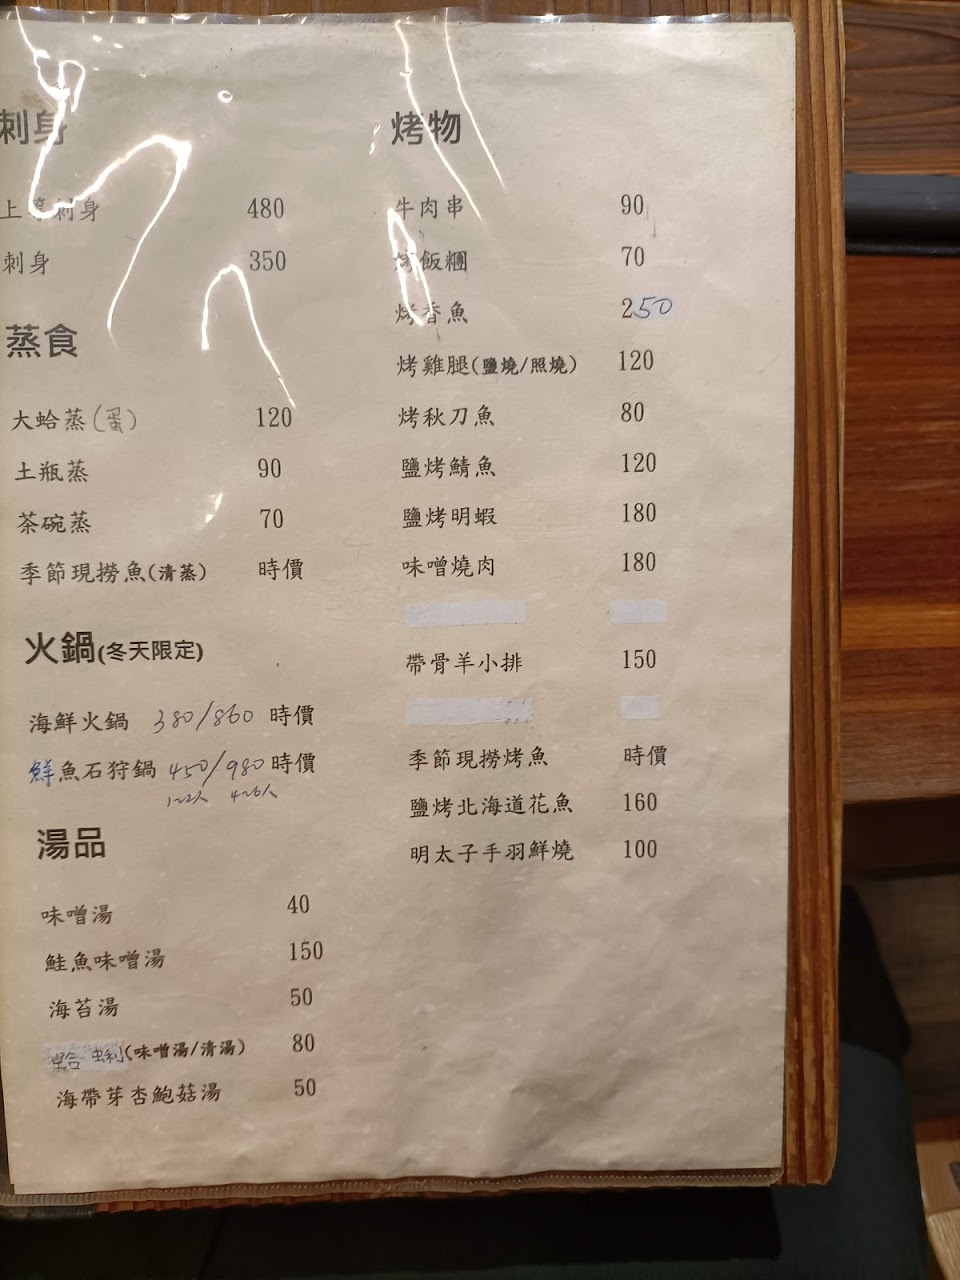 刺身
上等刺身 480
刺身 350
蒸食
大蛤蒸(蛋) 120
土瓶蒸 90
茶碗蒸 70
季節現撈魚(清蒸) 時價
火鍋(冬天限定)
海鮮火鍋 380/860 時價
鮮魚石狩鍋 450/980 時價
1~2人 4~6人
湯品
味噌湯 40
鮭魚味噌湯 150
海苔湯 50
蛤蜊(味噌湯/清湯) 80
海帶芽杏鮑菇湯 50
烤物
牛肉串 90
烤飯糰 70
烤香魚 250
烤雞腿(鹽燒/照燒) 120
烤秋刀魚 80
鹽烤鯖魚 120
鹽烤明蝦 180
味噌燒肉 180
帶骨羊小排 150
季節現撈烤魚 時價
鹽烤北海道花魚 160
明太子手羽鮮燒 100